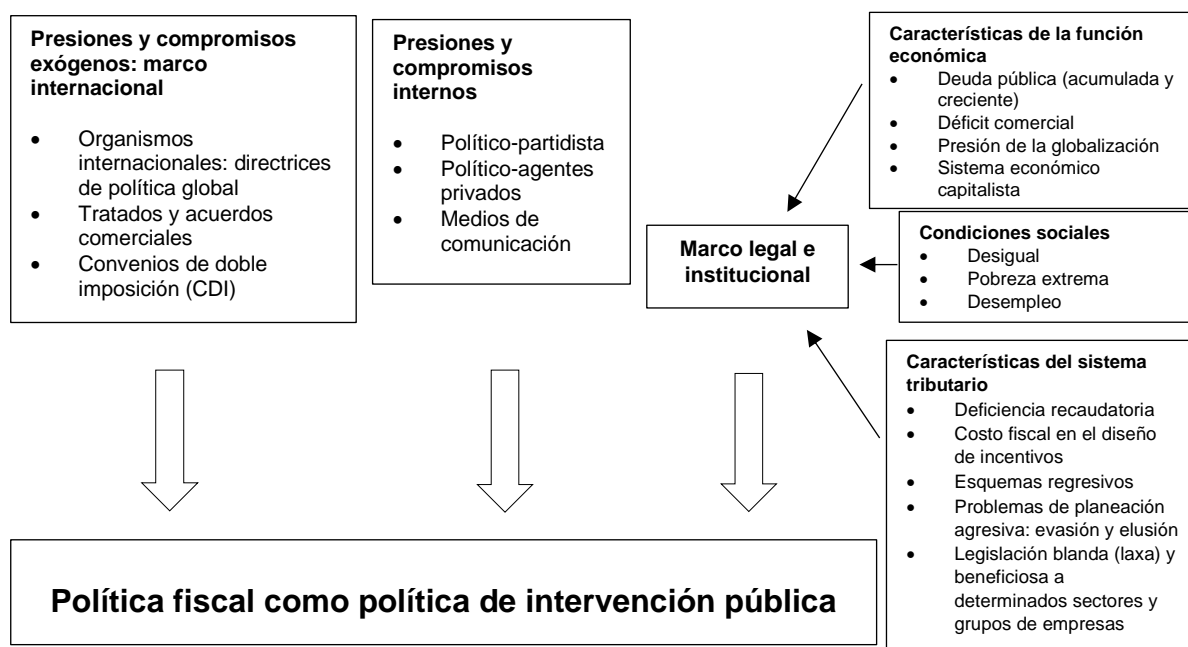 Presiones y compromisos
exógenos: marco
internacional
• Organismos
internacionales: directrices
de política global
• Tratados y acuerdos
comerciales
• Convenios de doble
imposición (CDI)
Presiones y
compromisos
internos
• Político-partidista
• Político-agentes
privados
• Medios de
comunicación
Marco legal e
institucional
Características de la función
económica
• Deuda pública (acumulada y
creciente)
• Déficit comercial
• Presión de la globalización
• Sistema económico
capitalista
Condiciones sociales
• Desigual
• Pobreza extrema
• Desempleo
Características del sistema
tributario
• Deficiencia recaudatoria
• Costo fiscal en el diseño
de incentivos
• Esquemas regresivos
• Problemas de planeación
agresiva: evasión y elusión
• Legislación blanda (laxa) y
beneficiosa a
determinados sectores y
grupos de empresas
Política fiscal como política de intervención pública